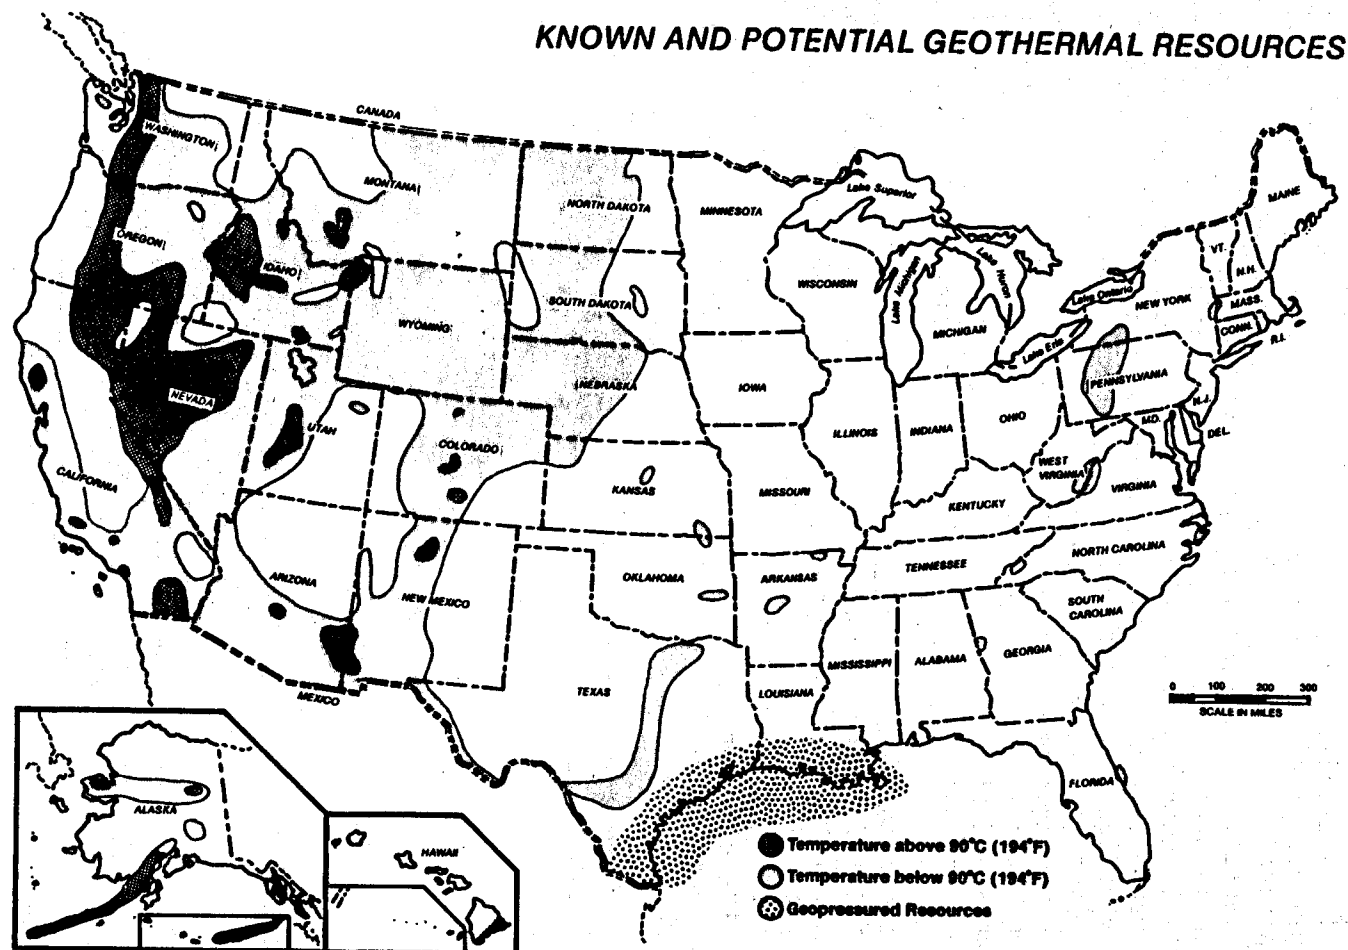 KNOWN AND POTENTIAL GEOTHERMAL RESOURCES
CANADA
WASHINGTON
MONTANA
NORTH DAKOTA
MINNESOTA
Lake Superior
MAINE
OREGON
IDAHO
WYOMING
SOUTH DAKOTA
WISCONSIN
Lake Michigan
Lake Huron
MICHIGAN
Lake Ontario
NEW YORK
VT.
N.H.
MASS.
CONN.
R.I.
Lake Erie
NEVADA
UTAH
COLORADO
NEBRASKA
IOWA
ILLINOIS
INDIANA
OHIO
PENNSYLVANIA
N.J.
MD.
DEL.
CALIFORNIA
KANSAS
MISSOURI
KENTUCKY
WEST
VIRGINIA
VIRGINIA
ARIZONA
NEW MEXICO
OKLAHOMA
ARKANSAS
TENNESSEE
NORTH CAROLINA
SOUTH
CAROLINA
MEXICO
TEXAS
LOUISIANA
MISSISSIPPI
ALABAMA
GEORGIA
FLORIDA
0 100 200 300
SCALE IN MILES
ALASKA
HAWAII
Temperature above 90°C (194°F)
Temperature below 90°C (194°F)
Geopressured Resources